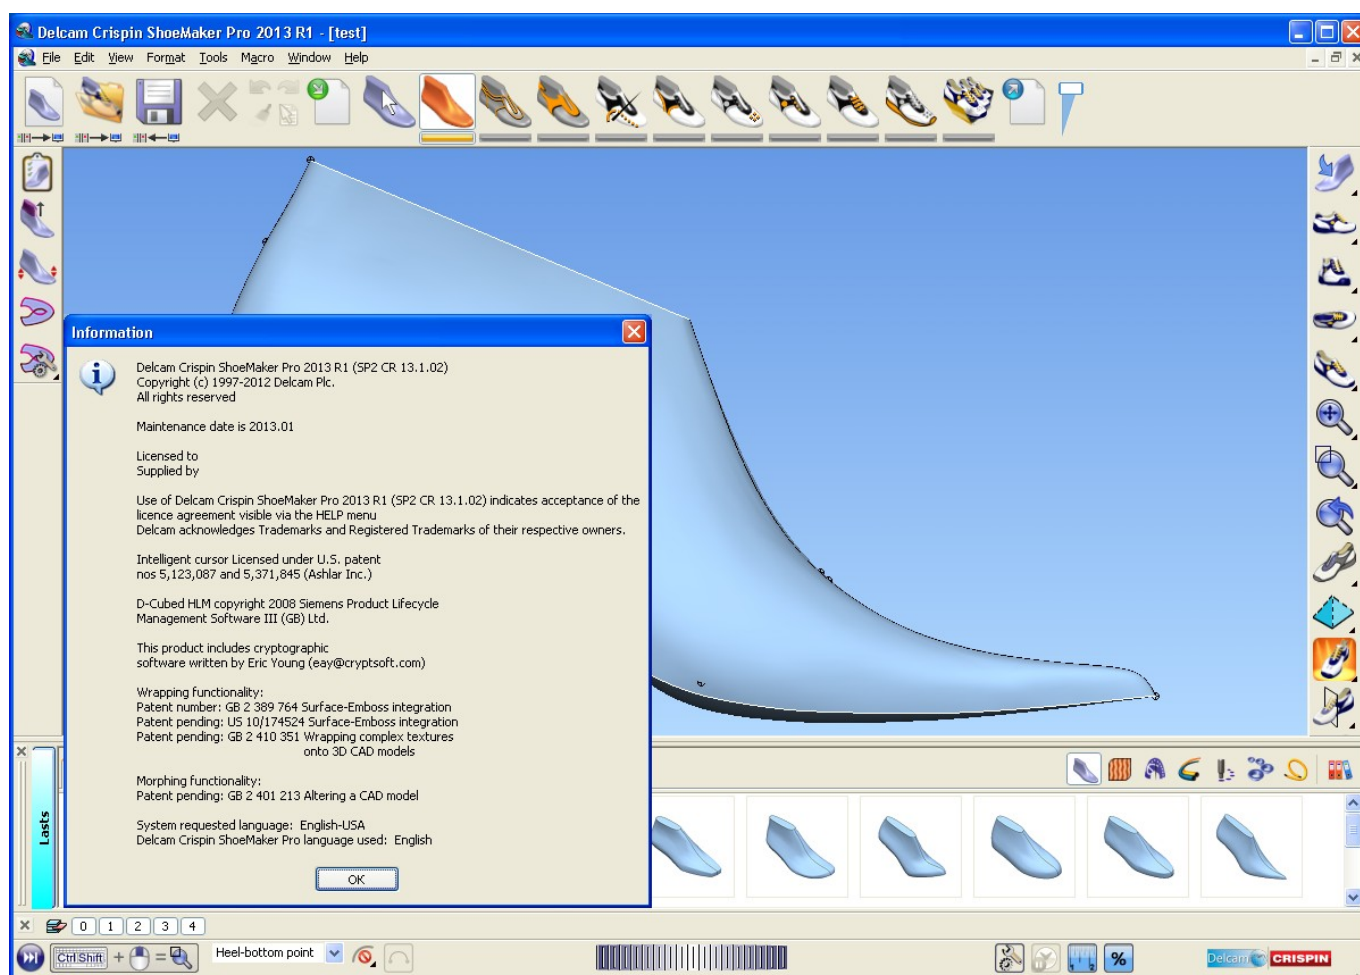 Delcam Crispin ShoeMaker Pro 2013 R1 - [test]
File Edit View Format Tools Macro Window Help
Information
Delcam Crispin ShoeMaker Pro 2013 R1 (SP2 CR 13.1.02)
Copyright (c) 1997-2012 Delcam Plc.
All rights reserved
Maintenance date is 2013.01
Licensed to
Supplied by
Use of Delcam Crispin ShoeMaker Pro 2013 R1 (SP2 CR 13.1.02) indicates acceptance of the
licence agreement visible via the HELP menu
Delcam acknowledges Trademarks and Registered Trademarks of their respective owners.
Intelligent cursor Licensed under U.S. patent
nos 5,123,087 and 5,371,845 (Ashlar Inc.)
D-Cubed HLM copyright 2008 Siemens Product Lifecycle
Management Software III (GB) Ltd.
This product includes cryptographic
software written by Eric Young (eay@cryptsoft.com)
Wrapping functionality:
Patent number: GB 2 389 764 Surface-Emboss integration
Patent pending: US 10/174524 Surface-Emboss integration
Patent pending: GB 2 410 351 Wrapping complex textures
onto 3D CAD models
Morphing functionality:
Patent pending: GB 2 401 213 Altering a CAD model
System requested language: English-USA
Delcam Crispin ShoeMaker Pro language used: English
OK
Lasts
0 1 2 3 4
Ctrl Shift + = Heel-bottom point 1 2 % Delcam CRISPIN